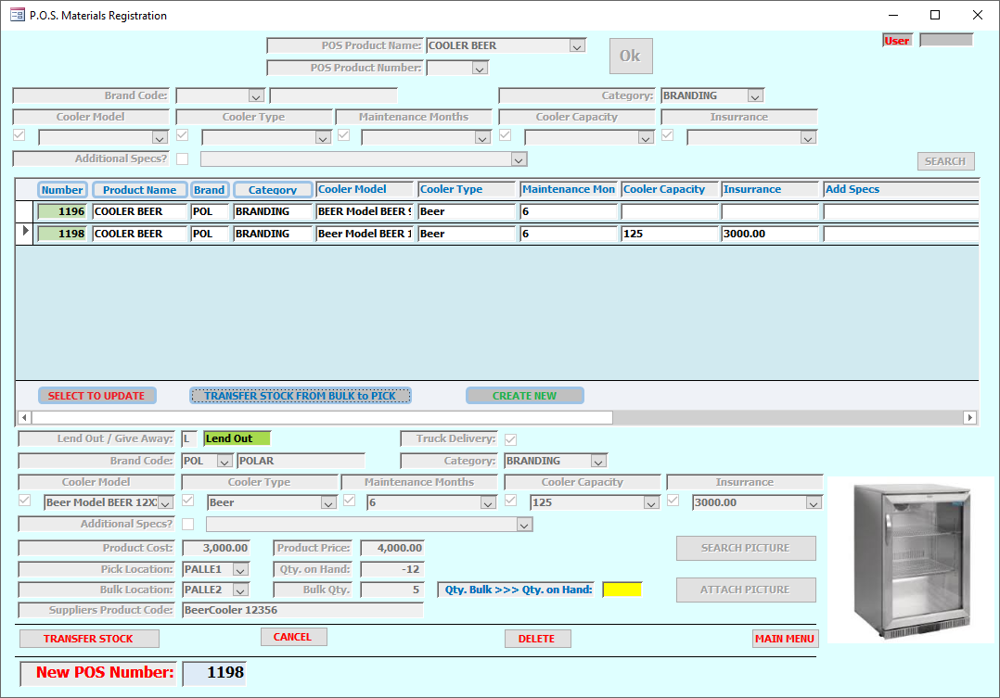 P.O.S. Materials Registration
User
POS Product Name: COOLER BEER
Ok
POS Product Number:
Brand Code: Category: BRANDING
Cooler Model Cooler Type Maintenance Months Cooler Capacity Insurrance
Additional Specs? SEARCH
Number Product Name Brand Category Cooler Model Cooler Type Maintenance Mon Cooler Capacity Insurrance Add Specs
1196 COOLER BEER POL BRANDING BEER Model BEER Beer 6
1198 COOLER BEER POL BRANDING Beer Model BEER 1 Beer 6 125 3000.00
SELECT TO UPDATE TRANSFER STOCK FROM BULK to PICK CREATE NEW
Lend Out / Give Away: L Lend Out Truck Delivery:
Brand Code: POL POLAR Category: BRANDING
Cooler Model Cooler Type Maintenance Months Cooler Capacity Insurrance
Beer Model BEER 12X Beer 6 125 3000.00
Additional Specs?
Product Cost: 3,000.00 Product Price: 4,000.00 SEARCH PICTURE
Pick Location: PALLE1 Qty. on Hand: -12
Bulk Location: PALLE2 Bulk Qty. 5 Qty. Bulk >>> Qty. on Hand: ATTACH PICTURE
Suppliers Product Code: BeerCooler 12356
TRANSFER STOCK CANCEL DELETE MAIN MENU
New POS Number: 1198